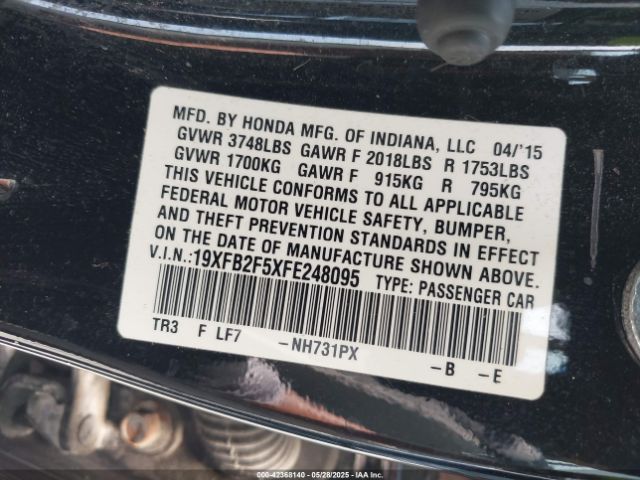 MFD. BY HONDA MFG. OF INDIANA, LLC 04/'15
GVWR 3748LBS GAWR F 2018LBS R 1753LBS
GVWR 1700KG GAWR F 915KG R 795KG
THIS VEHICLE CONFORMS TO ALL APPLICABLE
FEDERAL MOTOR VEHICLE SAFETY, BUMPER,
AND THEFT PREVENTION STANDARDS IN EFFECT
ON THE DATE OF MANUFACTURE SHOWN ABOVE.
V.I.N.:19XFB2F5XFE248095 TYPE: PASSENGER CAR
TR3 F LF7 -NH731PX -B -E
000-42368140 - 05/28/2025 - IAA Inc.